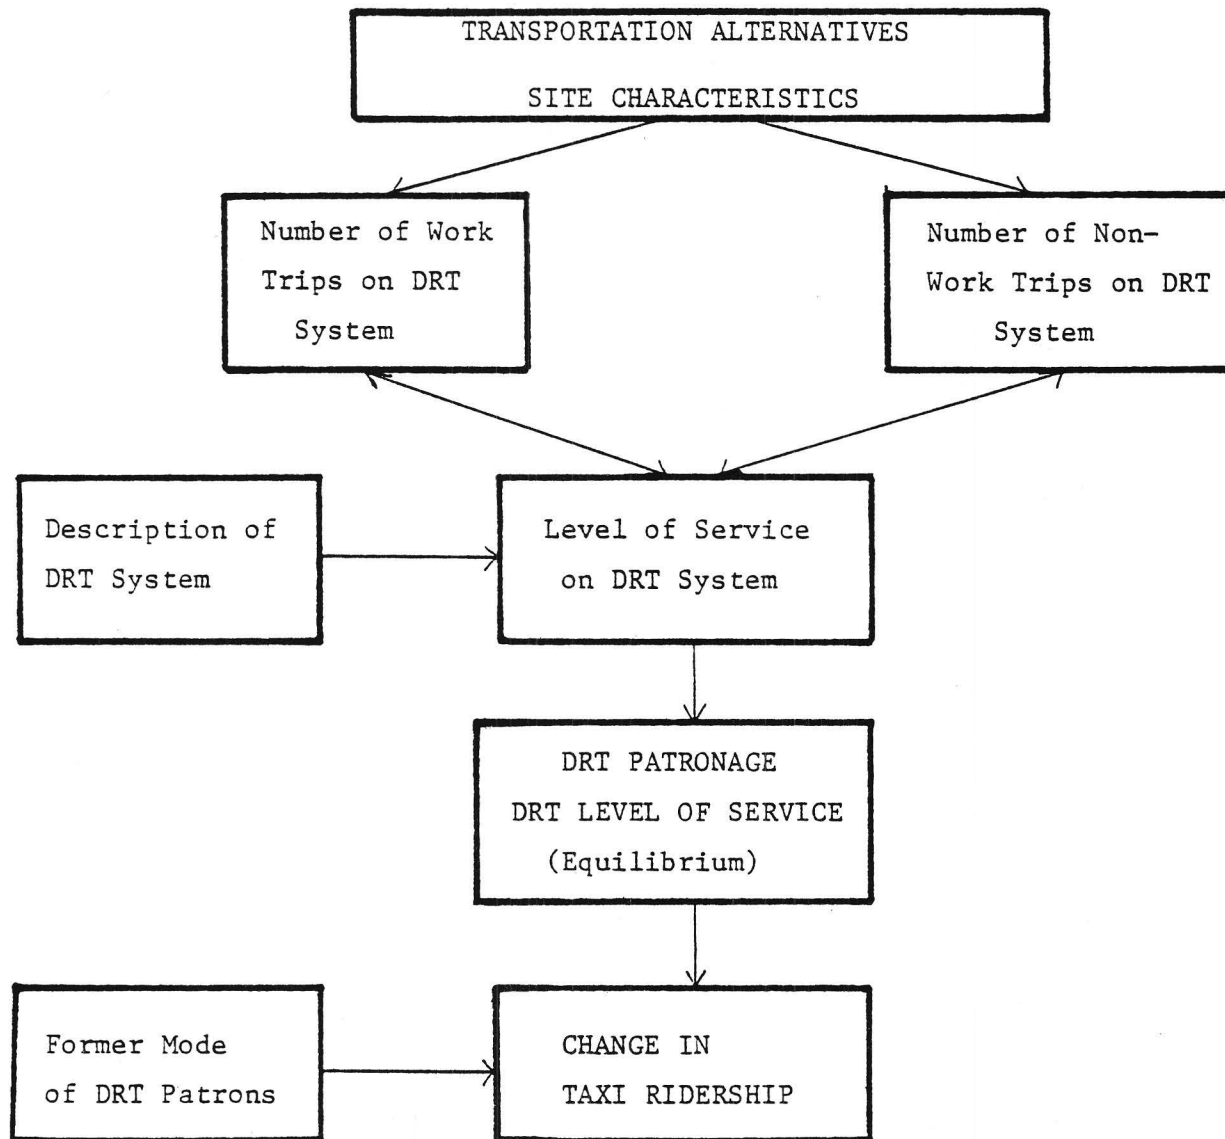 TRANSPORTATION ALTERNATIVES
SITE CHARACTERISTICS
Number of Work
Trips on DRT
System
Number of Non-
Work Trips on DRT
System
Description of
DRT System
Level of Service
on DRT System
DRT PATRONAGE
DRT LEVEL OF SERVICE
(Equilibrium)
Former Mode
of DRT Patrons
CHANGE IN
TAXI RIDERSHIP